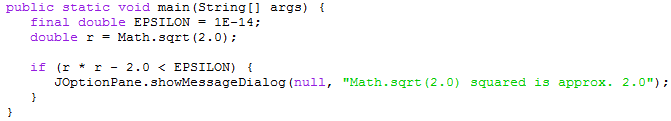 public static void main(String[] args) {
final double EPSILON = 1E-14;
double r = Math.sqrt(2.0);
if (r * r - 2.0 < EPSILON) {
JOptionPane.showMessageDialog(null, "Math.sqrt(2.0) squared is approx. 2.0");
}
}